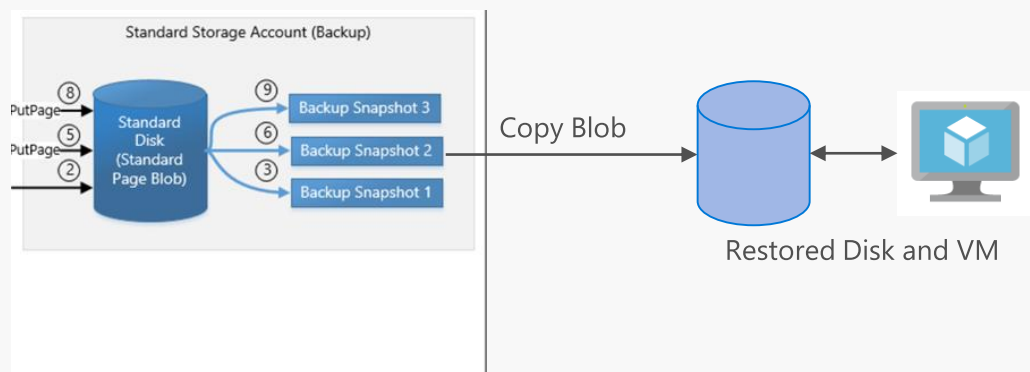 Standard Storage Account (Backup)
8
PutPage
5
PutPage
2
Standard
Disk
(Standard
Page Blob)
9
Backup Snapshot 3
6
Backup Snapshot 2
3
Backup Snapshot 1
Copy Blob
Restored Disk and VM